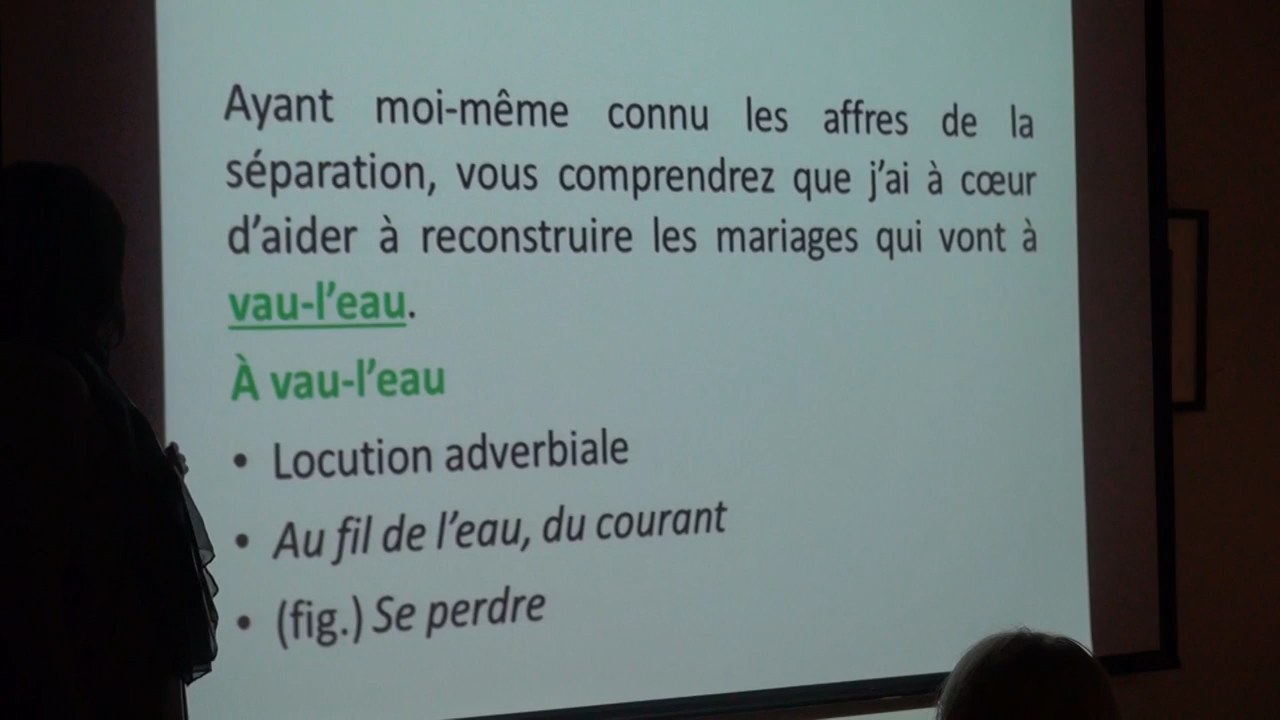 Ayant moi-même connu les affres de la
séparation, vous comprendrez que j’ai à cœur
d’aider à reconstruire les mariages qui vont à
vau-l’eau.
À vau-l’eau
• Locution adverbiale
• Au fil de l’eau, du courant
• (fig.) Se perdre